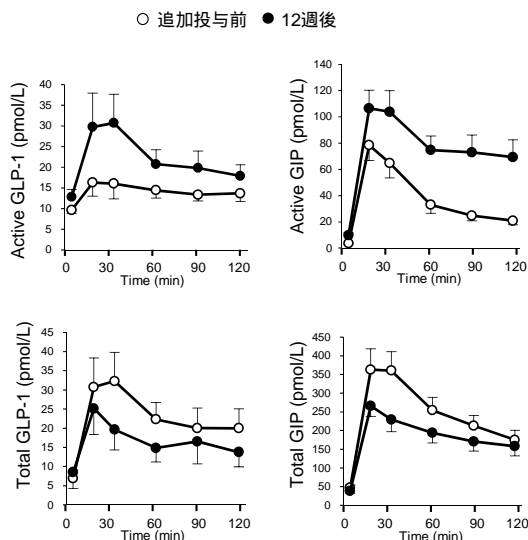 ○ 追加投与前 ● 12週後
Active GLP-1 (pmol/L)
40
35
30
25
20
15
10
5
0
0 30 60 90 120
Time (min)
Active GIP (pmol/L)
140
120
100
80
60
40
20
0
0 30 60 90 120
Time (min)
Total GLP-1 (pmol/L)
45
40
35
30
25
20
15
10
5
0
0 30 60 90 120
Time (min)
Total GIP (pmol/L)
450
400
350
300
250
200
150
100
50
0
0 30 60 90 120
Time (min)